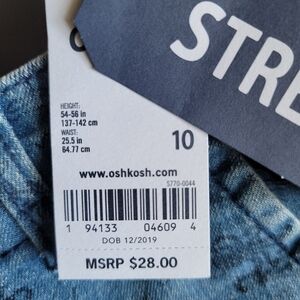 STRE
HEIGHT:
54-56 in
137-142 cm
WAIST:
25.5 in
64.77 cm
10
www.oshkosh.com
S770-0044
1 94133 04609 4
DOB 12/2019
MSRP $28.00